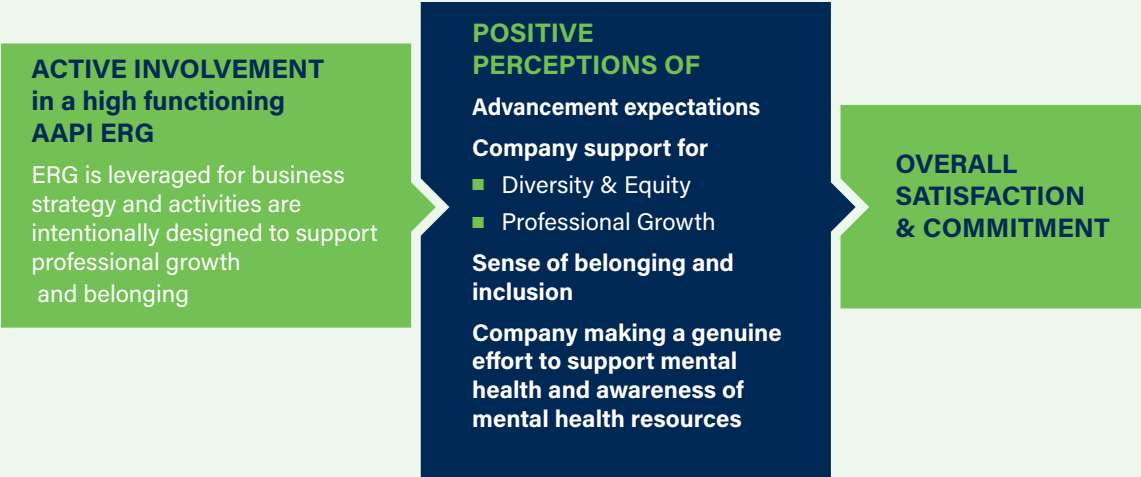 ACTIVE INVOLVEMENT
in a high functioning
AAPI ERG
ERG is leveraged for business
strategy and activities are
intentionally designed to support
professional growth
and belonging
POSITIVE
PERCEPTIONS OF
Advancement expectations
Company support for
■ Diversity & Equity
■ Professional Growth
Sense of belonging and
inclusion
Company making a genuine
effort to support mental
health and awareness of
mental health resources
OVERALL
SATISFACTION
& COMMITMENT